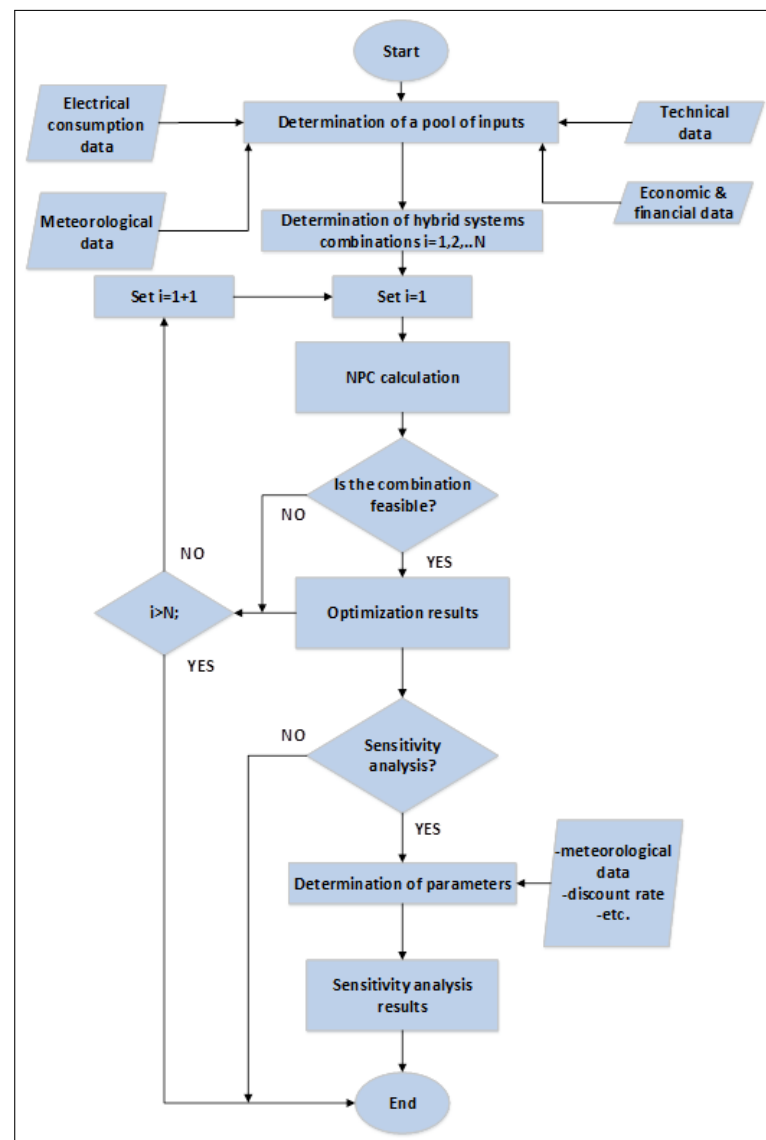 Start
Electrical
consumption
data
Determination of a pool of inputs
Technical
data
Meteorological
data
Economic &
financial data
Determination of hybrid systems
combinations i=1,2,..N
Set i=1+1
Set i=1
NPC calculation
Is the combination
feasible?
NO
YES
NO
i>N;
YES
Optimization results
NO
Sensitivity
analysis?
YES
Determination of parameters
-meteorological
data
-discount rate
-etc.
Sensitivity analysis
results
End